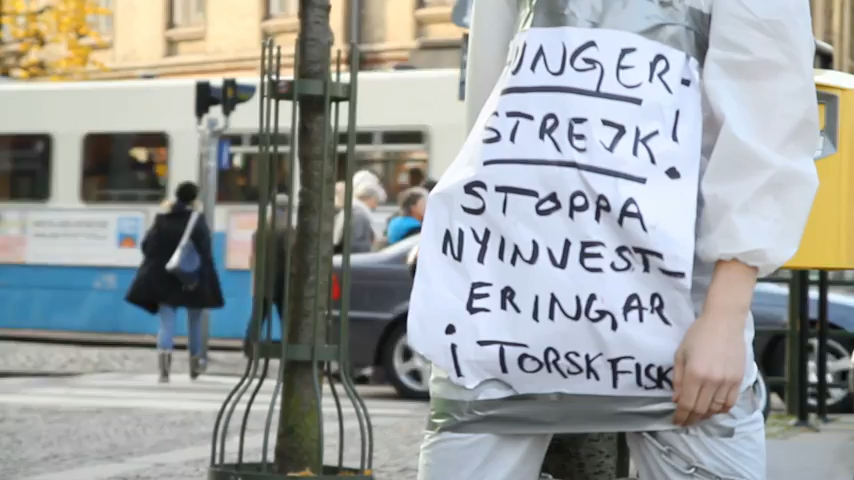 UNGER-
STREJK!
STOPPA
NYINVEST-
ERINGAR
i TORSKFISK